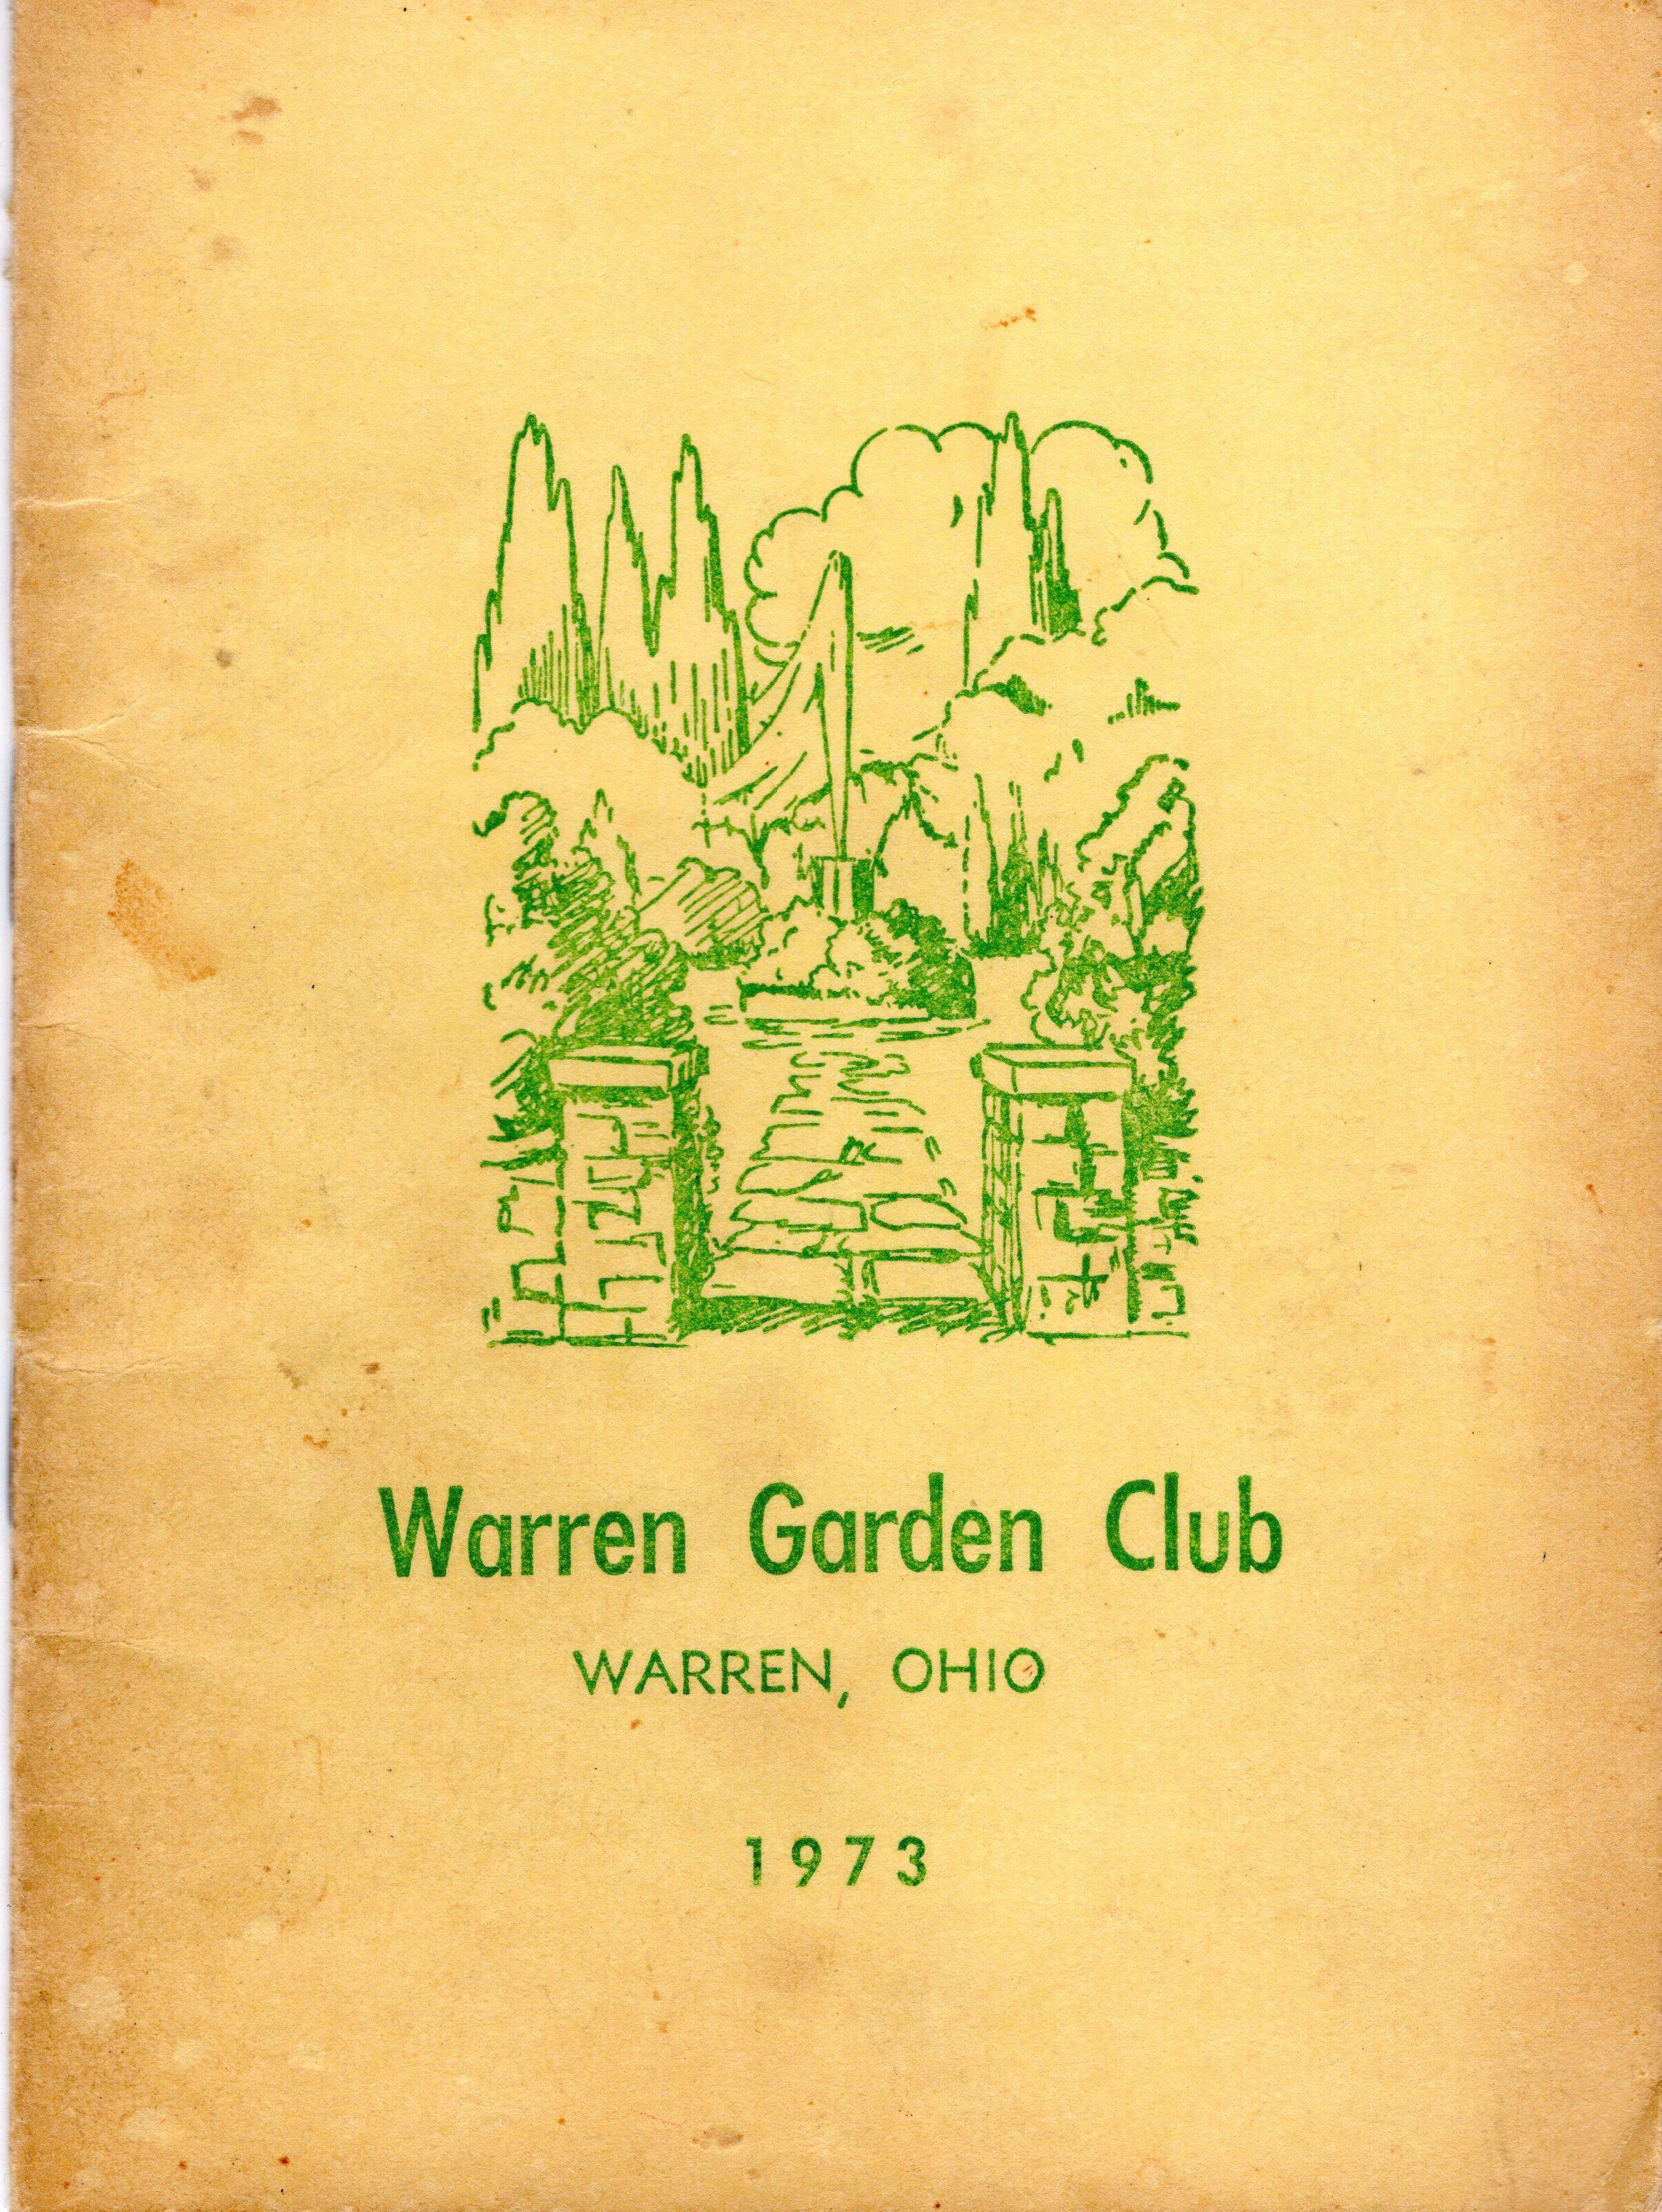 Warren Garden Club
WARREN, OHIO
1973